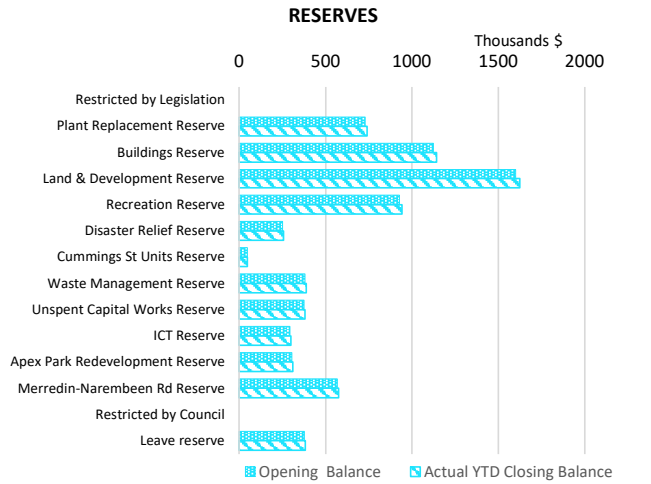 RESERVES
Thousands $
0 500 1000 1500 2000
Restricted by Legislation
Plant Replacement Reserve
Buildings Reserve
Land & Development Reserve
Recreation Reserve
Disaster Relief Reserve
Cummings St Units Reserve
Waste Management Reserve
Unspent Capital Works Reserve
ICT Reserve
Apex Park Redevelopment Reserve
Merredin-Narembeen Rd Reserve
Restricted by Council
Leave reserve
Opening Balance Actual YTD Closing Balance